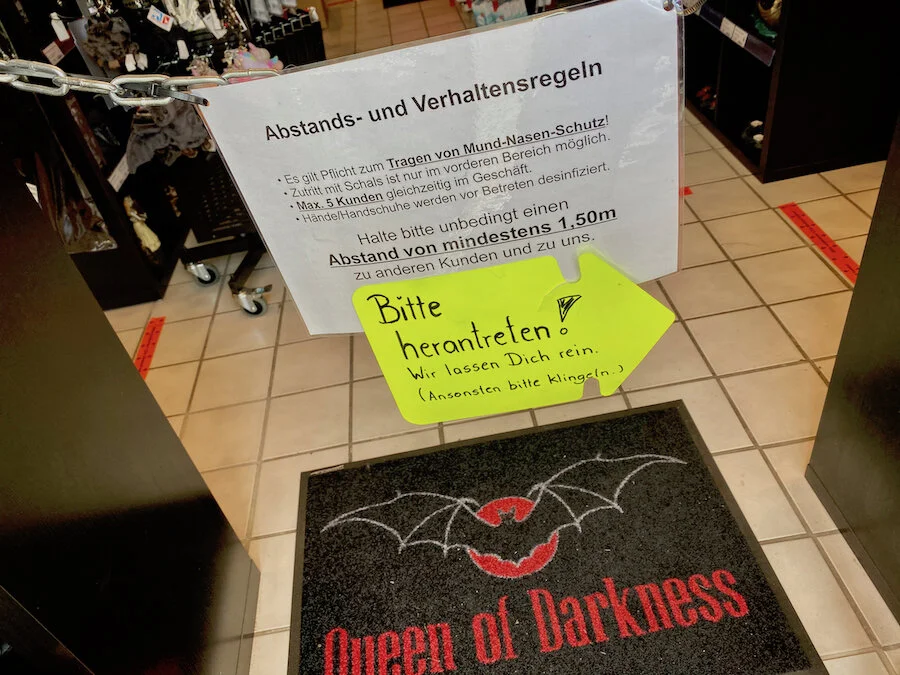 Abstands- und Verhaltensregeln
• Es gilt Pflicht zum Tragen von Mund-Nasen-Schutz!
• Zutritt mit Schals ist nur im vorderen Bereich möglich.
• Max. 5 Kunden gleichzeitig im Geschäft.
• Hände/Handschuhe werden vor Betreten desinfiziert.
Halte bitte unbedingt einen
Abstand von mindestens 1,50m
zu anderen Kunden und zu uns.
Bitte
herantreten!
Wir lassen Dich rein.
(Ansonsten bitte klingeln.)
Queen of Darkness